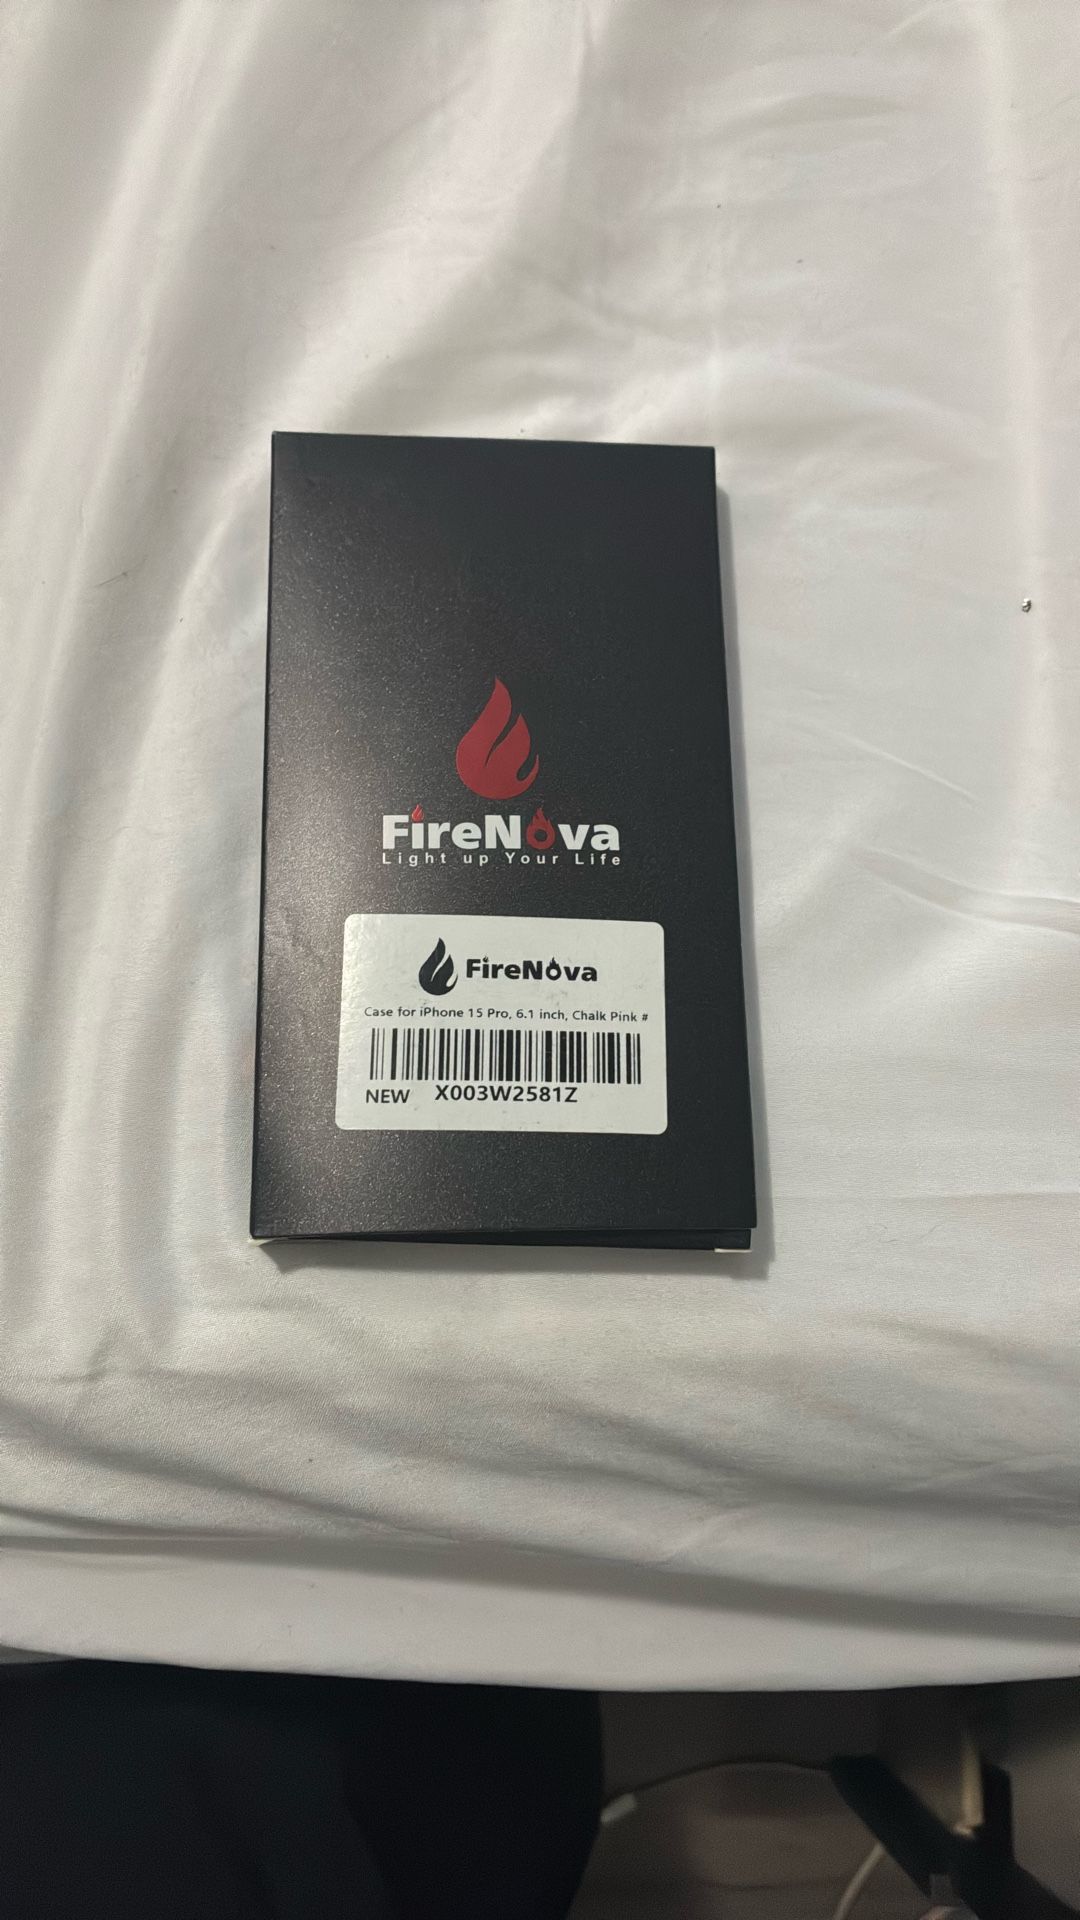 FireNova
Light up Your Life
FireNova
Case for iPhone 15 Pro, 6.1 inch, Chalk Pink #
NEW X003W2581Z